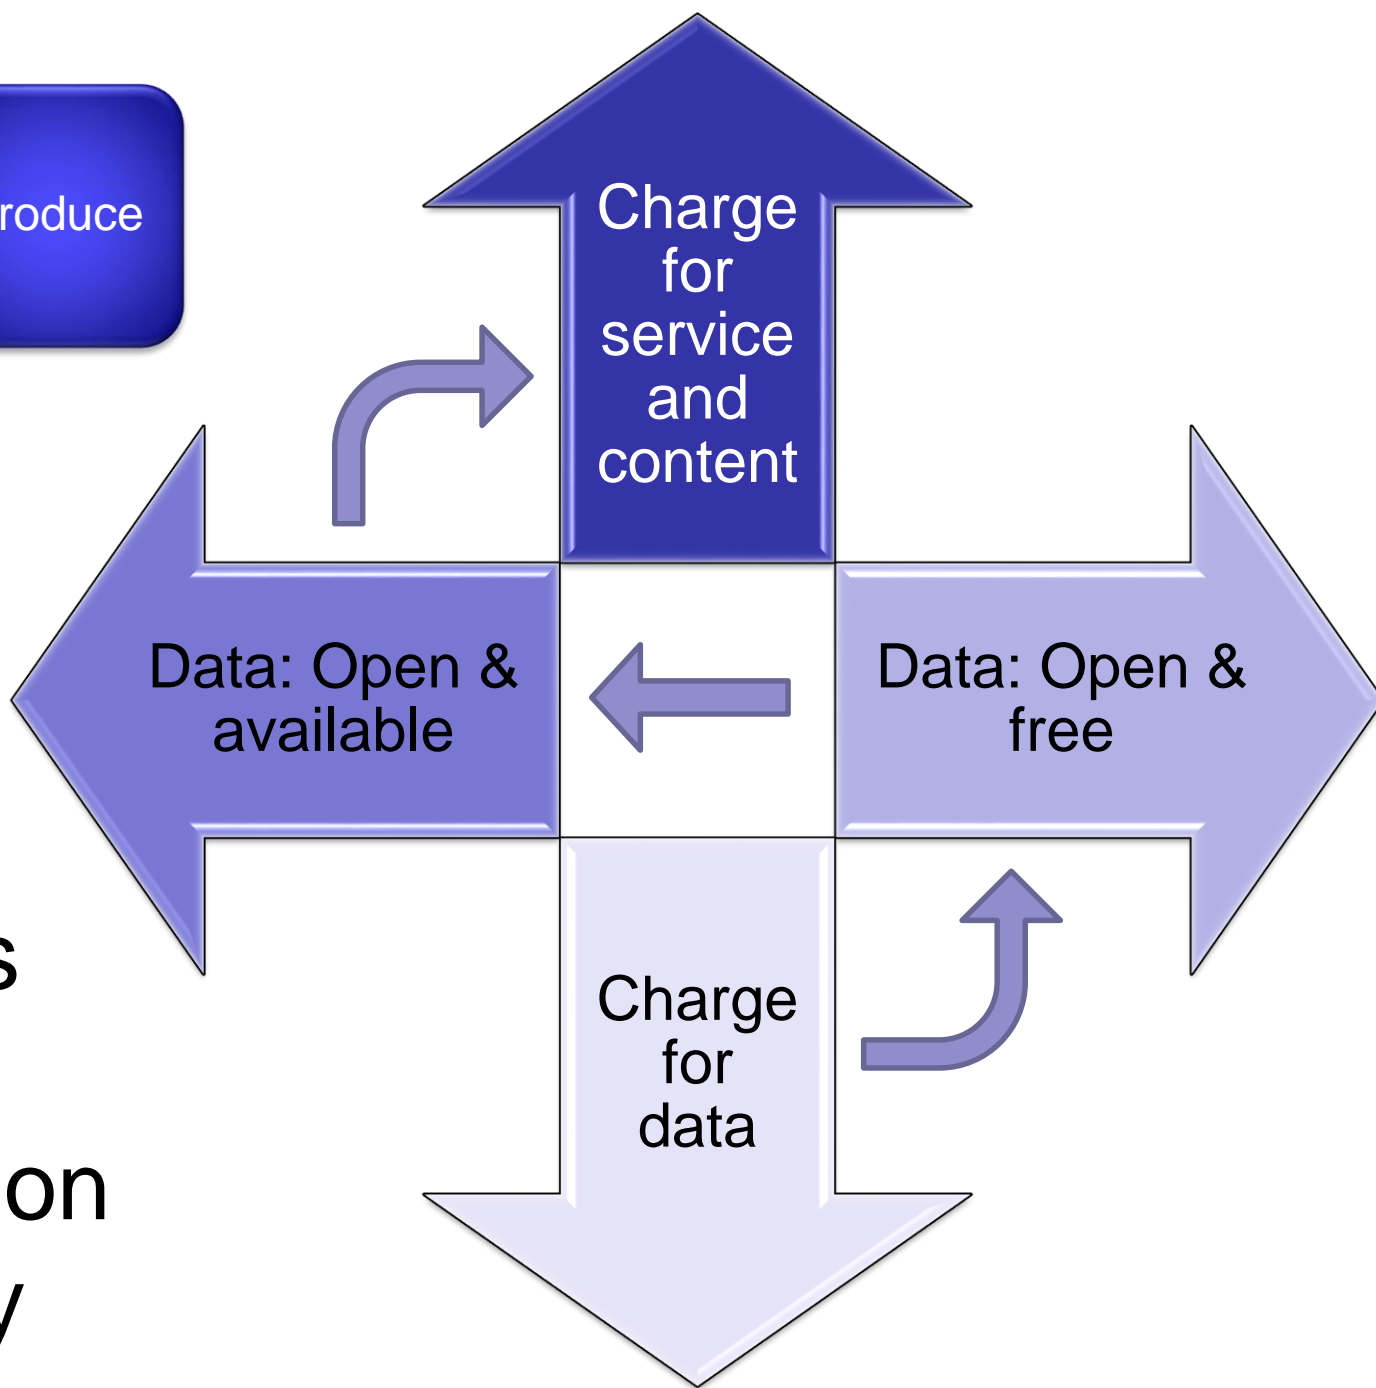 roduce
Charge
for
service
and
content
Data: Open &
available
Data: Open &
free
s
Charge
for
data
on
y